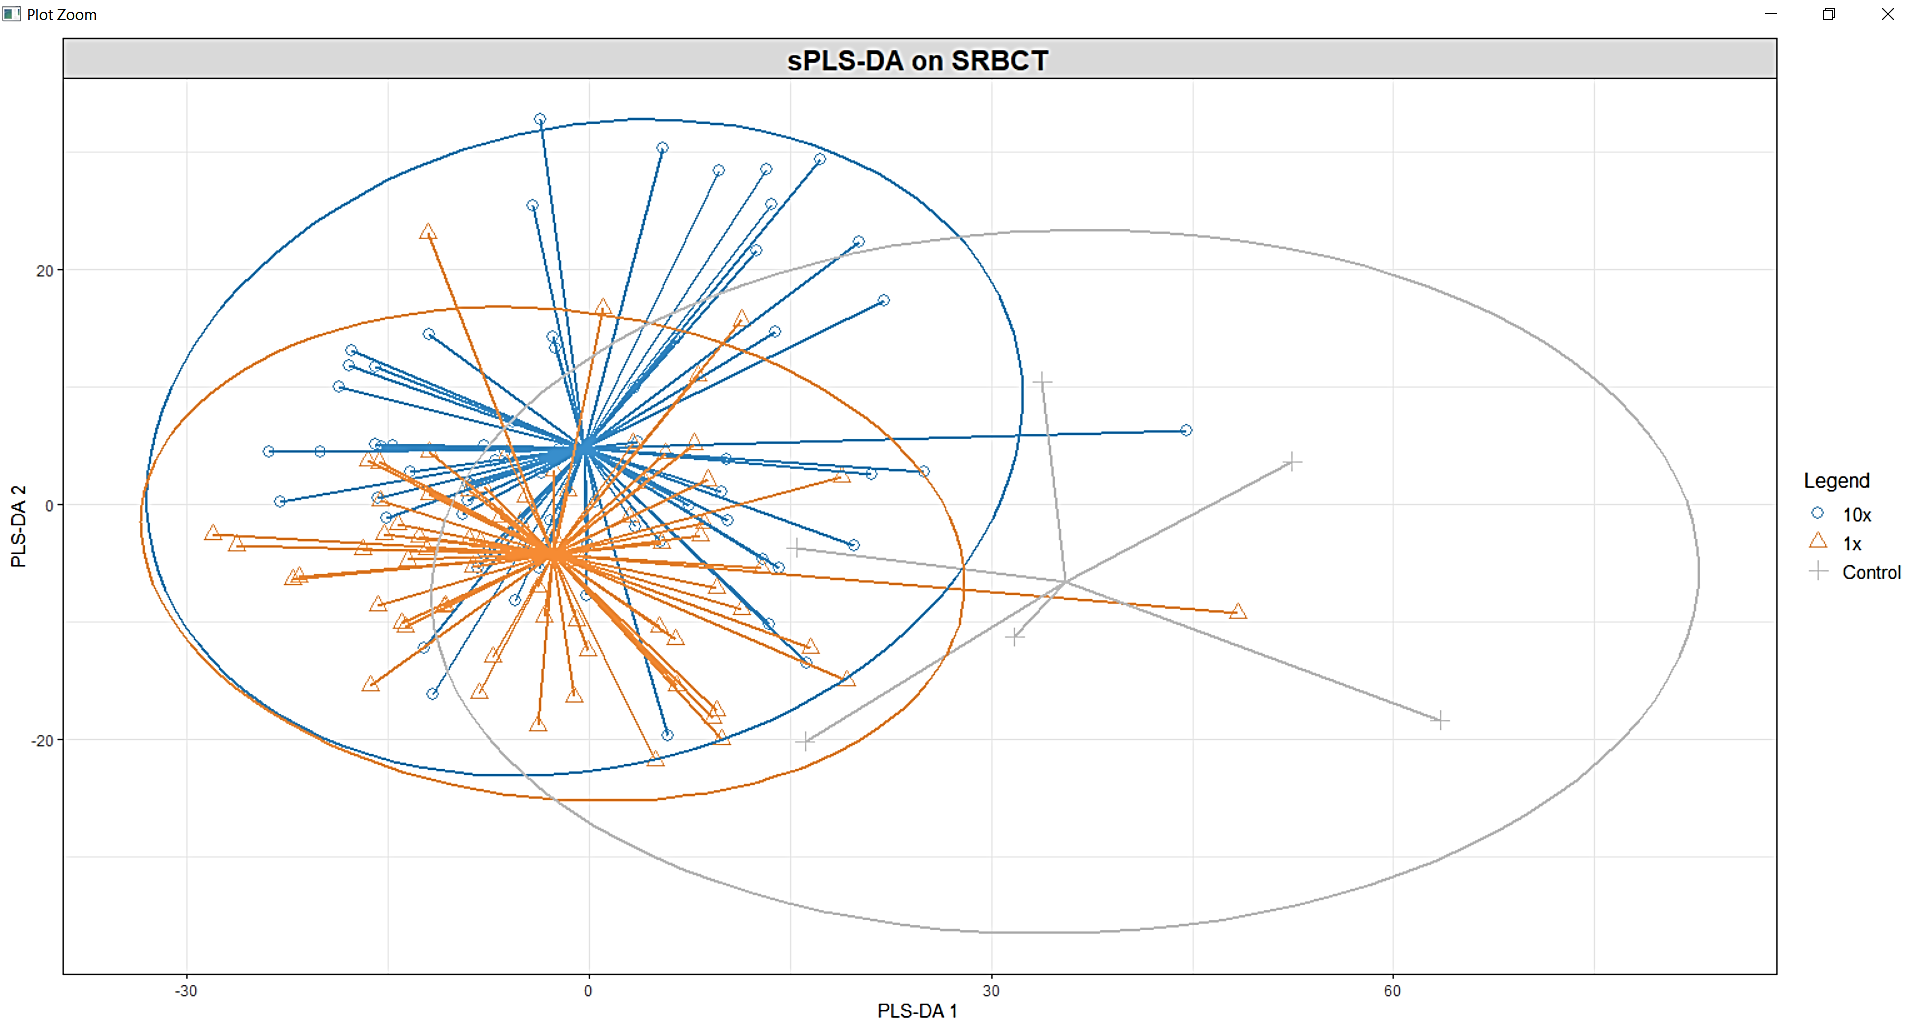 Plot Zoom
sPLS-DA on SRBCT
PLS-DA 2
20
0
-20
-30
0
30
60
PLS-DA 1
Legend
10x
1x
Control